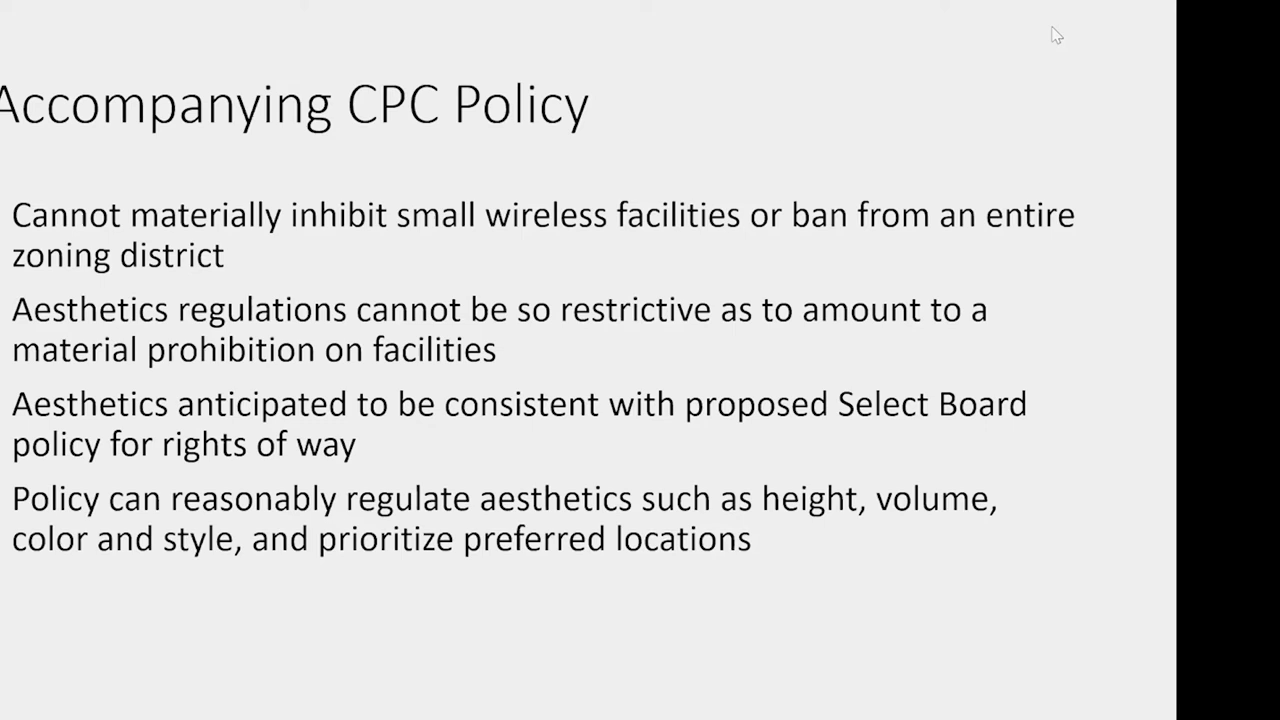 Accompanying CPC Policy
Cannot materially inhibit small wireless facilities or ban from an entire
zoning district
Aesthetics regulations cannot be so restrictive as to amount to a
material prohibition on facilities
Aesthetics anticipated to be consistent with proposed Select Board
policy for rights of way
Policy can reasonably regulate aesthetics such as height, volume,
color and style, and prioritize preferred locations